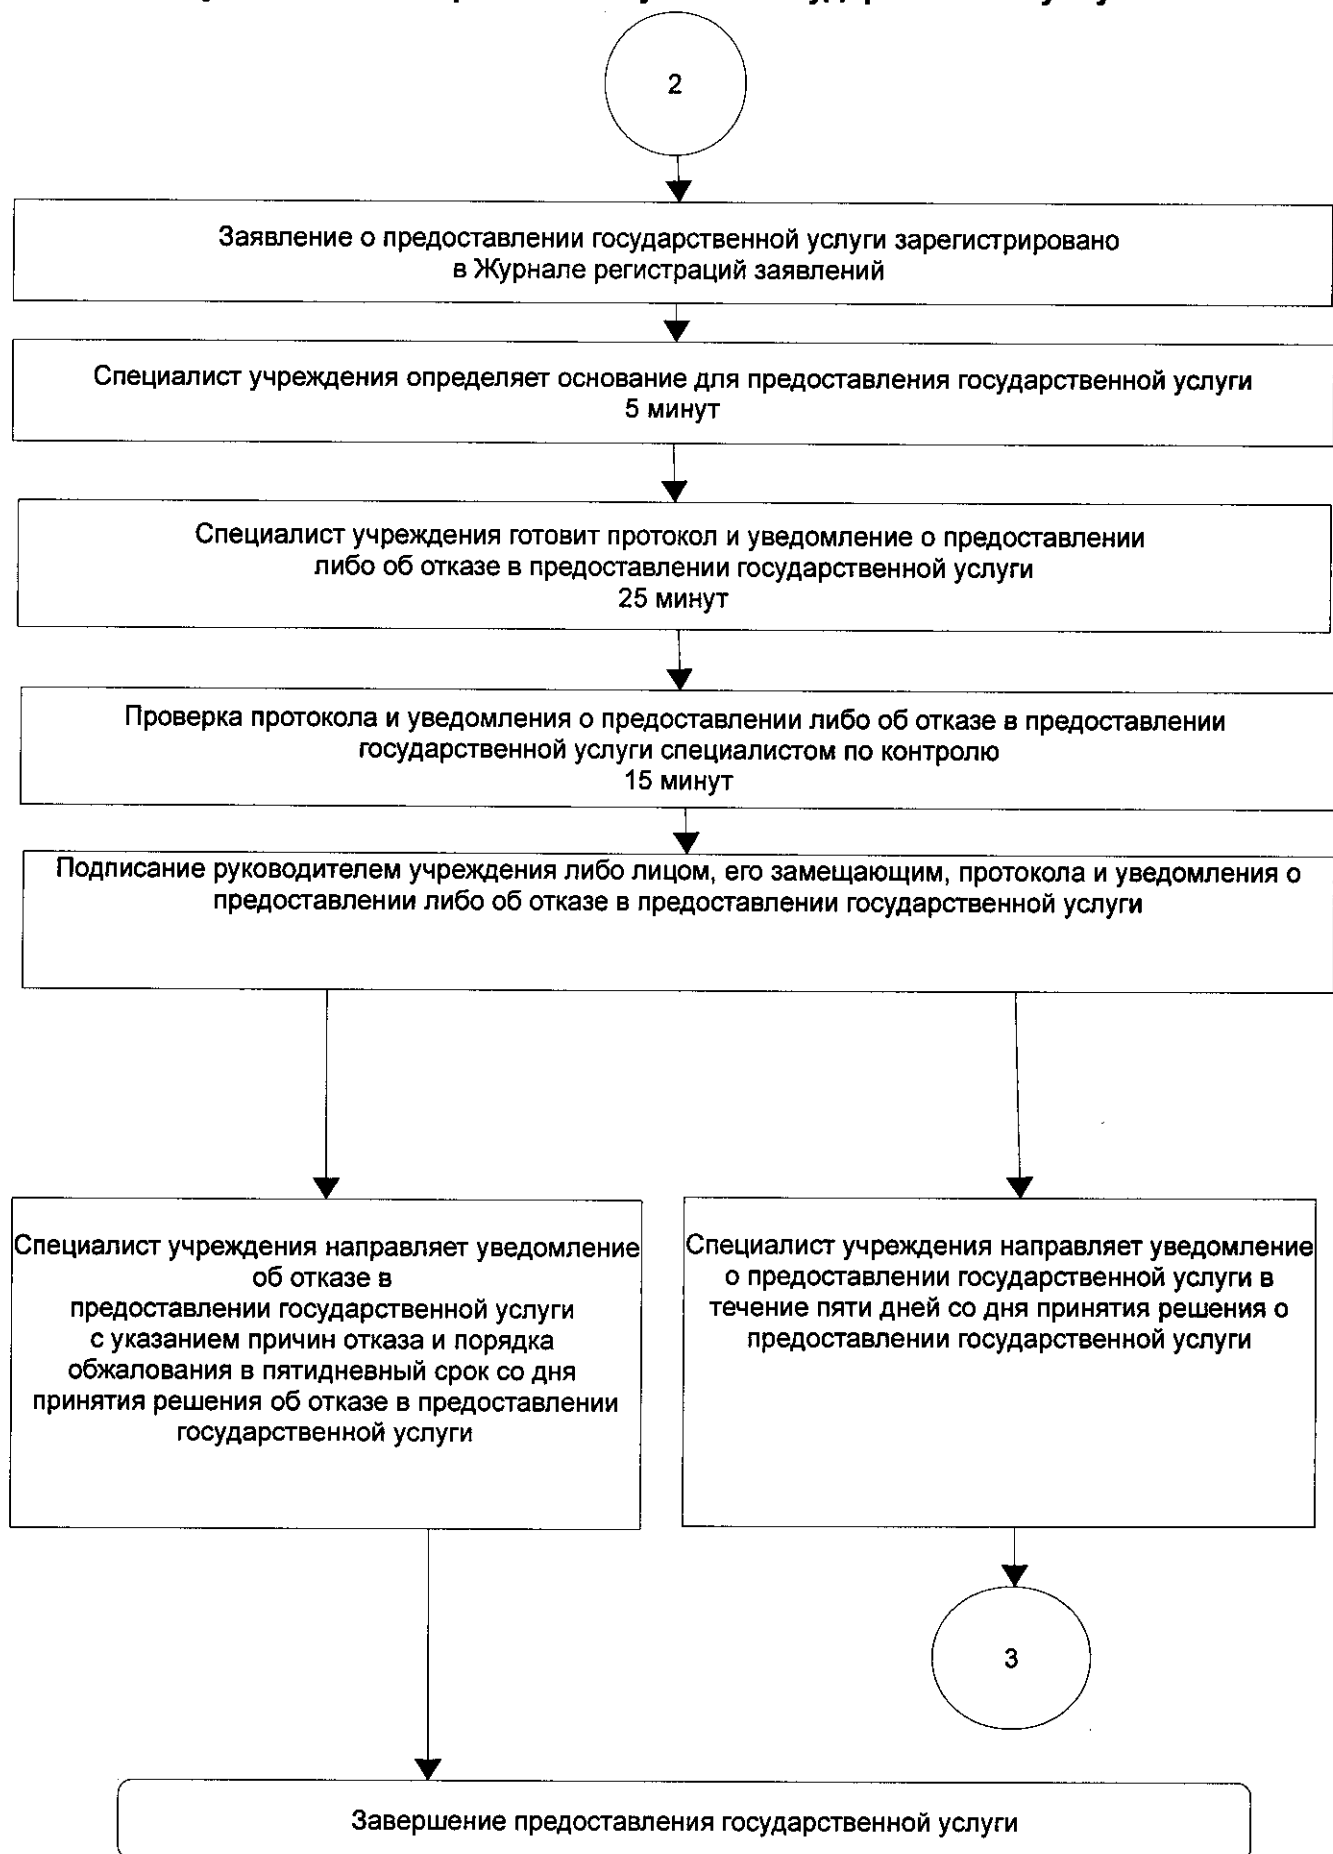 2
Заявление о предоставлении государственной услуги зарегистрировано
в Журнале регистраций заявлений
Специалист учреждения определяет основание для предоставления государственной услуги
5 минут
Специалист учреждения готовит протокол и уведомление о предоставлении
либо об отказе в предоставлении государственной услуги
25 минут
Проверка протокола и уведомления о предоставлении либо об отказе в предоставлении
государственной услуги специалистом по контролю
15 минут
Подписание руководителем учреждения либо лицом, его замещающим, протокола и уведомления о
предоставлении либо об отказе в предоставлении государственной услуги
Специалист учреждения направляет уведомление
об отказе в
предоставлении государственной услуги
с указанием причин отказа и порядка
обжалования в пятидневный срок со дня
принятия решения об отказе в предоставлении
государственной услуги
Специалист учреждения направляет уведомление
о предоставлении государственной услуги в
течение пяти дней со дня принятия решения о
предоставлении государственной услуги
3
Завершение предоставления государственной услуги